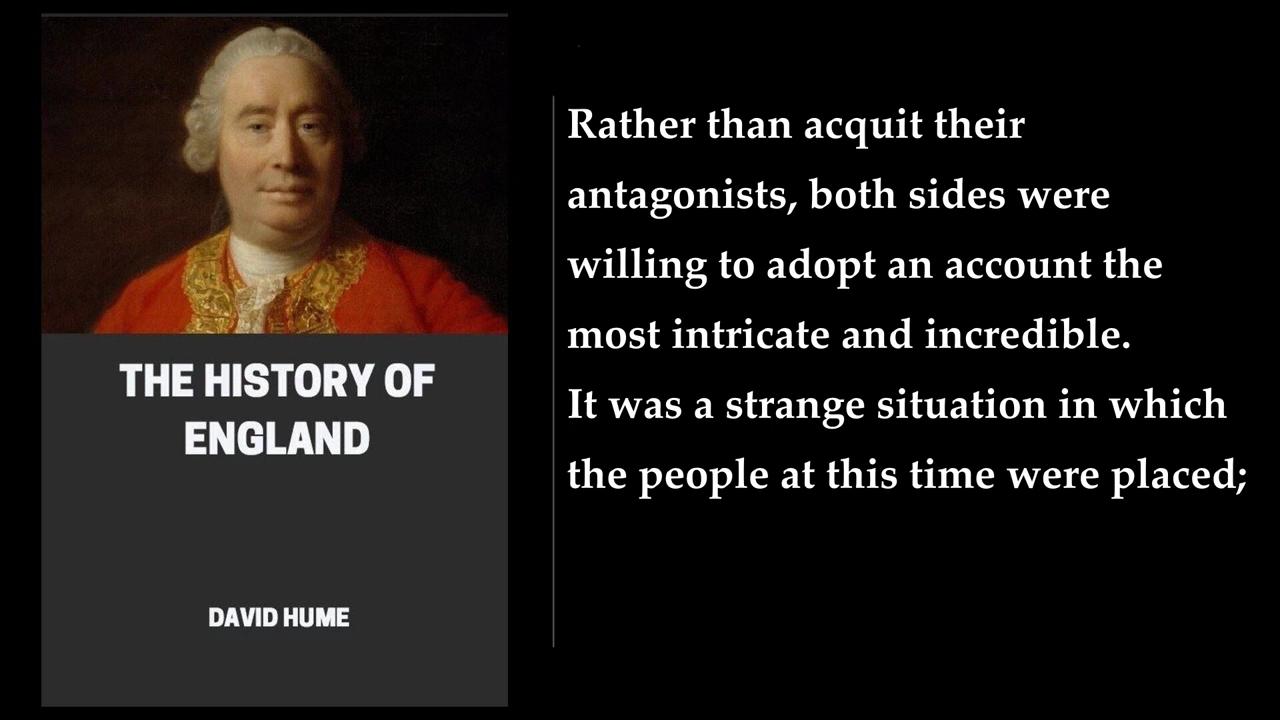 THE HISTORY OF
ENGLAND
DAVID HUME
Rather than acquit their
antagonists, both sides were
willing to adopt an account the
most intricate and incredible.
It was a strange situation in which
the people at this time were placed;